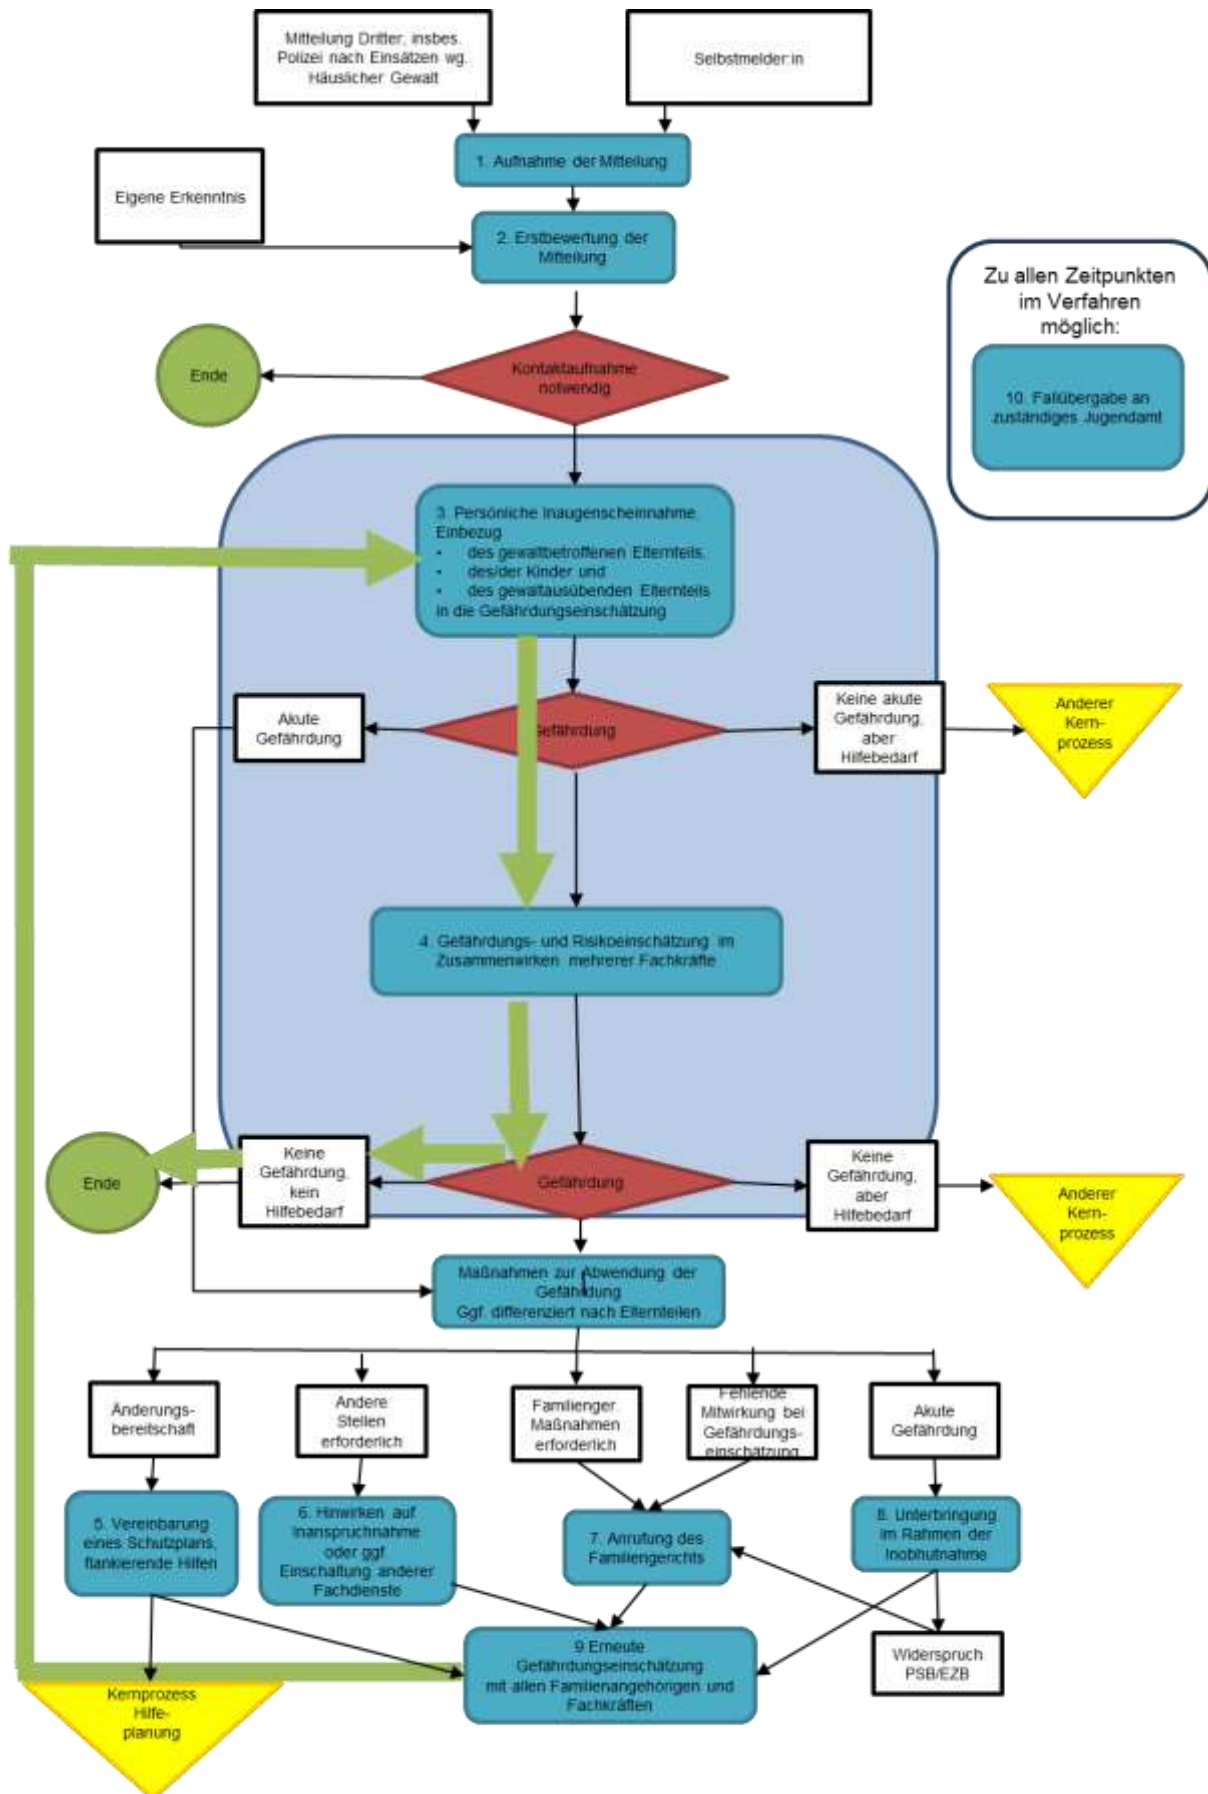 Mitteilung Dritter, insbes.
Polizei nach Einsätzen wg.
Häuslicher Gewalt
Selbstmelder:in
1. Aufnahme der Mitteilung
Eigene Erkenntnis
2. Erstbewertung der
Mitteilung
Zu allen Zeitpunkten
im Verfahren
möglich:
10. Fallübergabe an
zuständiges Jugendamt
Ende
Kontaktaufnahme
notwendig
3. Persönliche Inaugenscheinnahme,
Einbezug
• des gewaltbetroffenen Elternteils,
• des/der Kinder und
• des gewaltausübenden Elternteils
in die Gefährdungseinschätzung
Akute
Gefährdung
Gefährdung
Keine akute
Gefährdung,
aber
Hilfebedarf
Anderer
Kern-
prozess
4. Gefährdungs- und Risikoeinschätzung im
Zusammenwirken mehrerer Fachkräfte
Ende
Keine
Gefährdung,
kein
Hilfebedarf
Gefährdung
Keine
Gefährdung,
aber
Hilfebedarf
Anderer
Kern-
prozess
Maßnahmen zur Abwendung der
Gefährdung
Ggf. differenziert nach Elternteilen
Änderungs-
bereitschaft
Andere
Stellen
erforderlich
Familienger.
Maßnahmen
erforderlich
Fehlende
Mitwirkung bei
Gefährdungs-
einschätzung
Akute
Gefährdung
5. Vereinbarung
eines Schutzplans,
flankierende Hilfen
6. Hinwirken auf
Inanspruchnahme
oder ggf.
Einschaltung anderer
Fachdienste
7. Anrufung des
Familiengerichts
8. Unterbringung
im Rahmen der
Inobhutnahme
9 Erneute
Gefährdungseinschätzung
mit allen Familienangehörigen und
Fachkräften
Widerspruch
PSB/EZB
Kernprozess
Hilfe-
planung